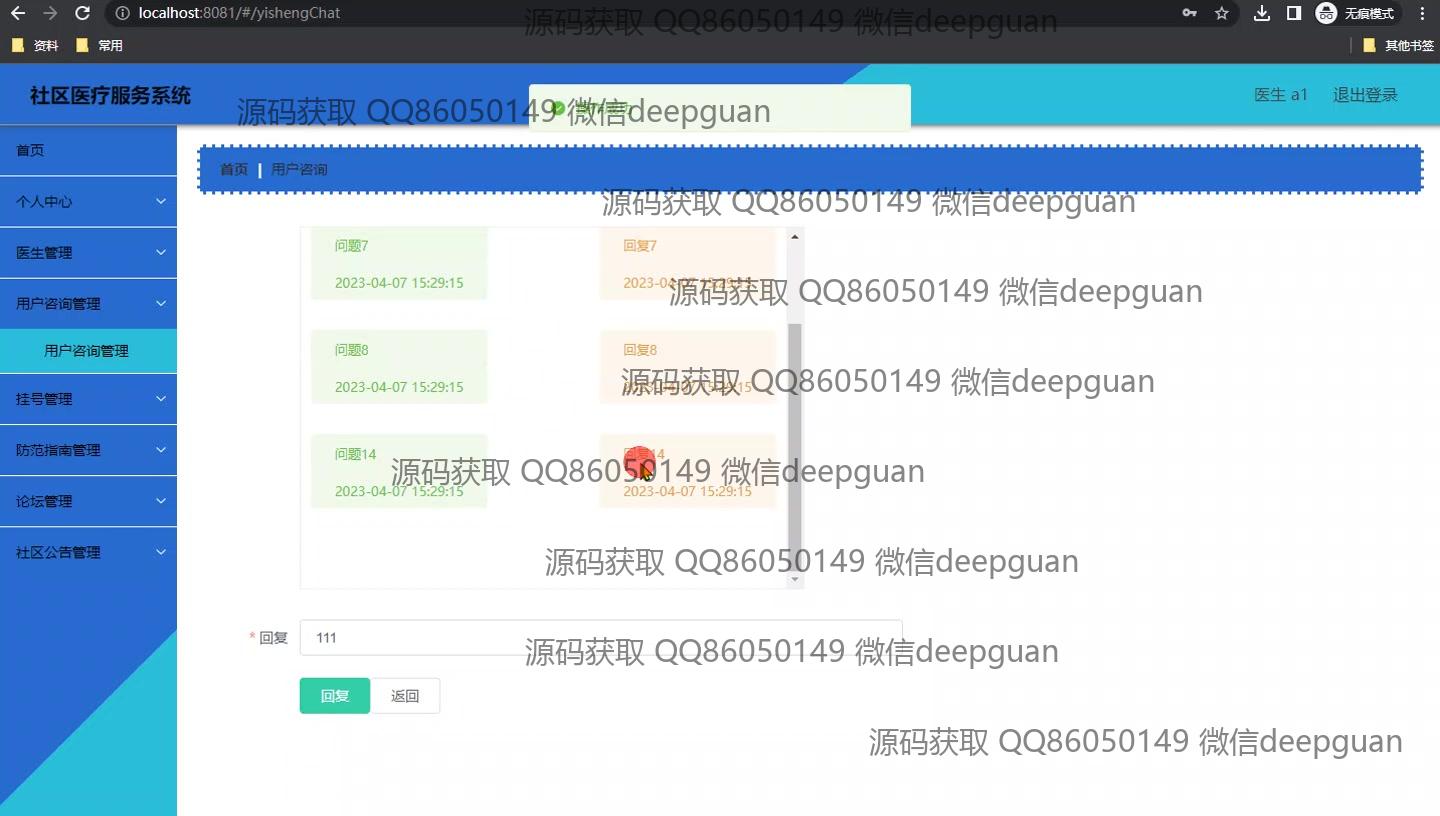 localhost:8081/#/yishengChat
无痕模式
资料
常用
其他书签
源码获取 QQ86050149 微信deepguan
社区医疗服务系统
医生 a1
退出登录
源码获取 QQ86050149 微信deepguan
首页
个人中心
医生管理
用户咨询管理
用户咨询管理
挂号管理
防范指南管理
论坛管理
社区公告管理
首页 | 用户咨询
源码获取 QQ86050149 微信deepguan
问题7
2023-04-07 15:29:15
回复7
2023-04-07 15:29:15
源码获取 QQ86050149 微信deepguan
问题8
2023-04-07 15:29:15
回复8
2023-04-07 15:29:15
源码获取 QQ86050149 微信deepguan
问题14
2023-04-07 15:29:15
回复14
2023-04-07 15:29:15
源码获取 QQ86050149 微信deepguan
源码获取 QQ86050149 微信deepguan
* 回复
111
源码获取 QQ86050149 微信deepguan
回复
返回
源码获取 QQ86050149 微信deepguan